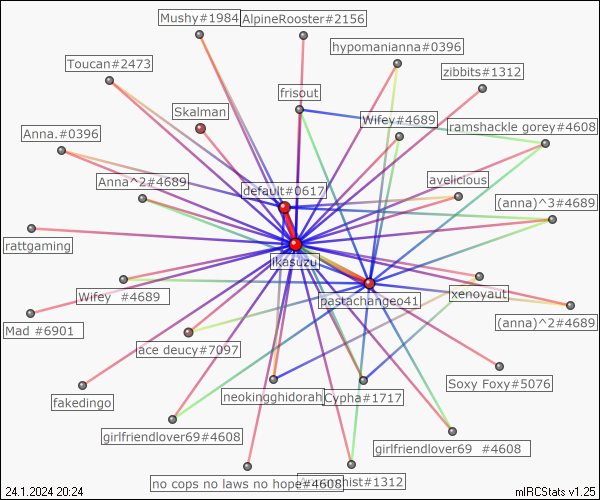 Mushy#1984
AlpineRooster#2156
hypomanianna#0396
Toucan#2473
zibbits#1312
frisout
Skalman
Wifey#4689
ramshackle gorey#4608
Anna.#0396
Anna^2#4689
avelicious
default#0617
(anna)^3#4689
rattgaming
ikasuzu
Wifey  #4689
pastachangeo41
xenoyaut
Mad #6901
(anna)^2#4689
ace deucy#7097
Soxy Foxy#5076
fakedingo
neokingghidorah
Cypha#1717
girlfriendlover69#4608
girlfriendlover69  #4608
no cops no laws no hope#4608
#1312
24.1.2024 20:24
mIRCStats v1.25